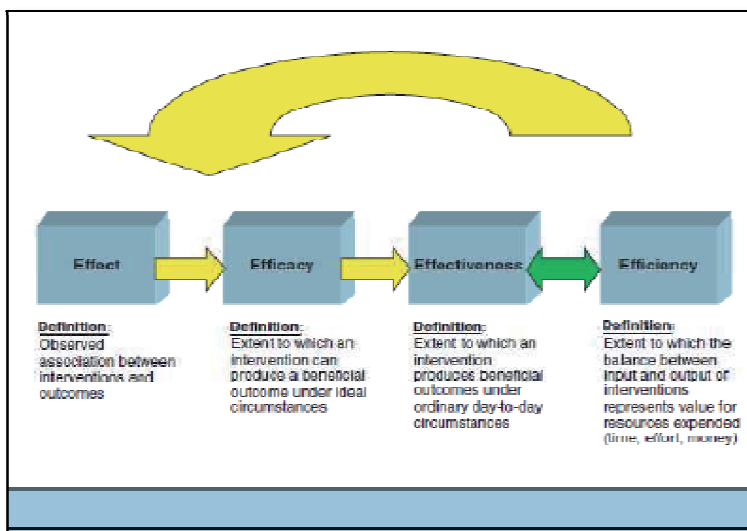 Effect
Efficacy
Effectiveness
Efficiency
Definition:
Observed
association between
interventions and
outcomes
Definition:
Extent to which an
intervention can
produce a beneficial
outcome under ideal
circumstances
Definition:
Extent to which an
intervention
produces beneficial
outcomes under
ordinary day-to-day
circumstances
Definition:
Extent to which the
balance between
input and output of
interventions
represents value for
resources expended
(time, effort, money)